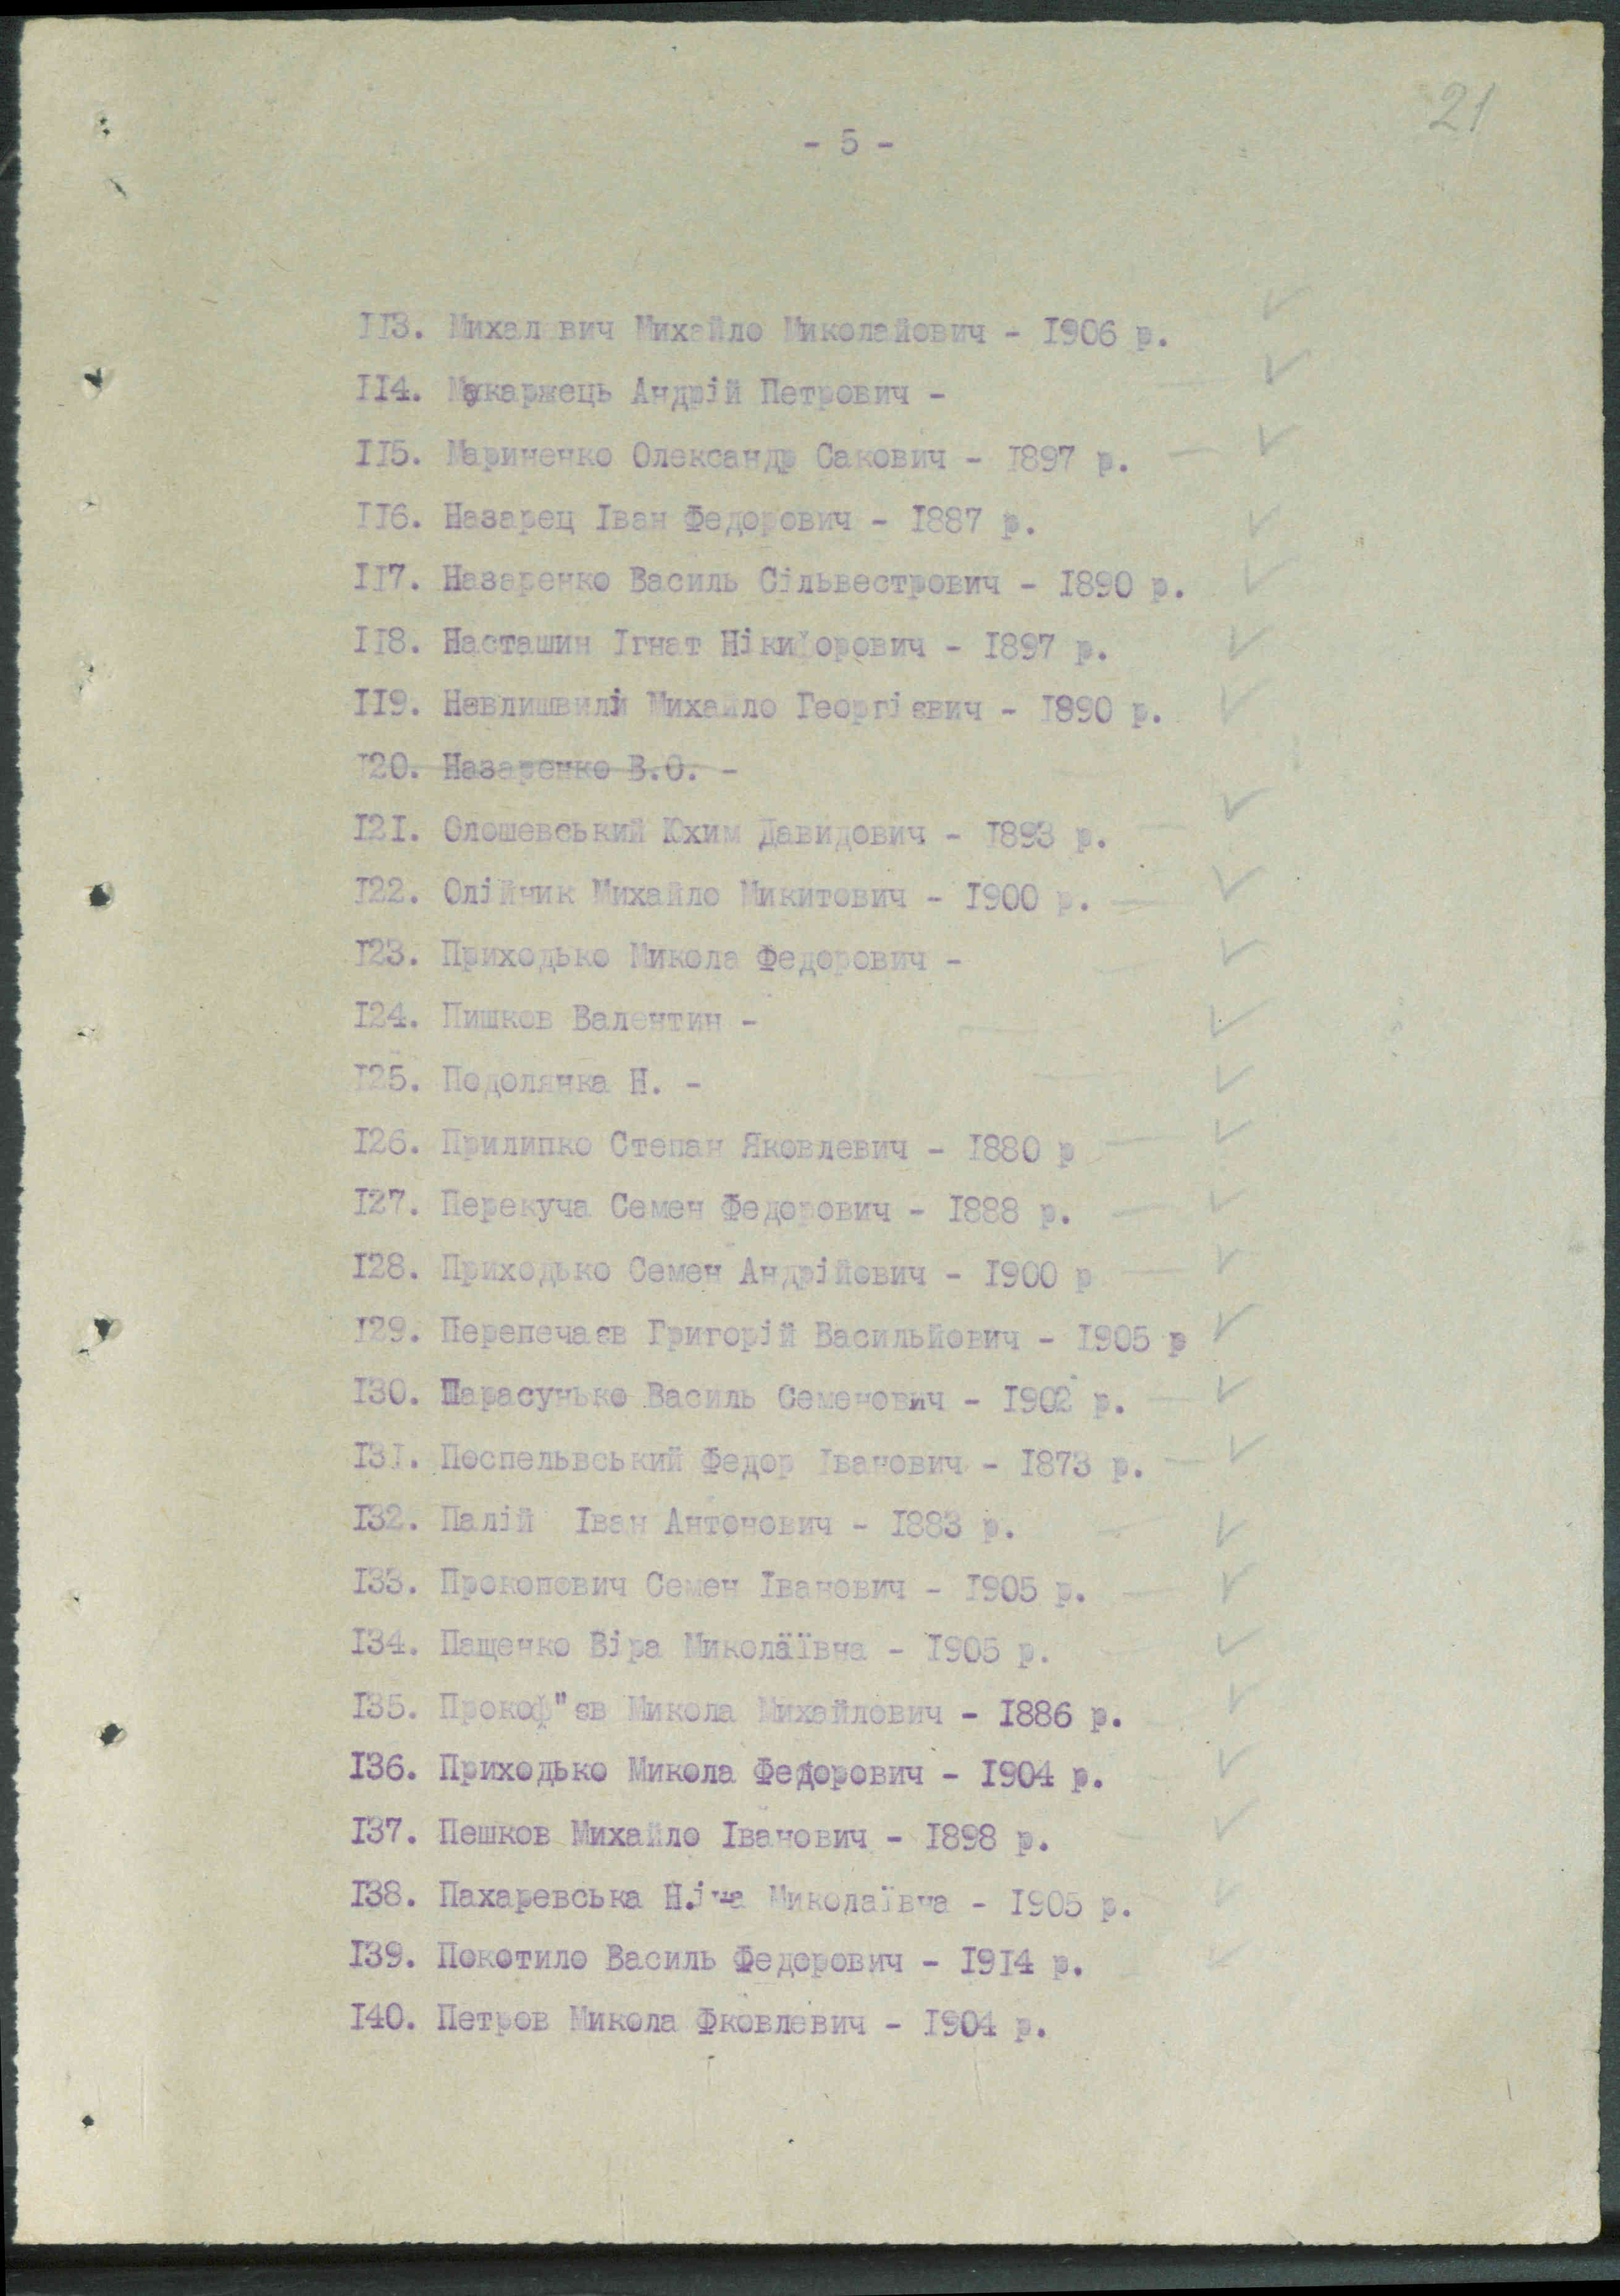 21
- 5 -
113. Михалевич Михайло Миколайович - 1906 р.
114. Макаржець Андрій Петрович -
115. Мариненко Олександр Сакович - 1897 р.
116. Назарец Іван Федорович - 1887 р.
117. Назаренко Василь Сільвестрович - 1890 р.
118. Насташин Ігнат Нікифорович - 1897 р.
119. Невлишвилі Михайло Георгієвич - 1890 р.
120. Назаренко В.О. -
121. Олошевський Юхим Давидович - 1893 р.
122. Олійник Михайло Микитович - 1900 р.
123. Приходько Микола Федорович -
124. Пишков Валентин -
125. Подолянка Н. -
126. Прилипко Степан Яковлевич - 1880 р
127. Перекуча Семен Федорович - 1888 р.
128. Приходько Семен Андрійович - 1900 р
129. Перепечаєв Григорій Васильйович - 1905 р
130. Парасунько Василь Семенович - 1902 р.
131. Поспельвський Федор Іванович - 1873 р.
132. Палій Іван Антонович - 1883 р.
133. Прокопович Семен Іванович - 1905 р.
134. Пащенко Віра Миколаївна - 1905 р.
135. Прокоф"єв Микола Михайлович - 1886 р.
136. Приходько Микола Федорович - 1904 р.
137. Пешков Михайло Іванович - 1898 р.
138. Пахаревська Ніна Миколаївна - 1905 р.
139. Покотило Василь Федорович - 1914 р.
140. Петров Микола Фковлевич - 1904 р.